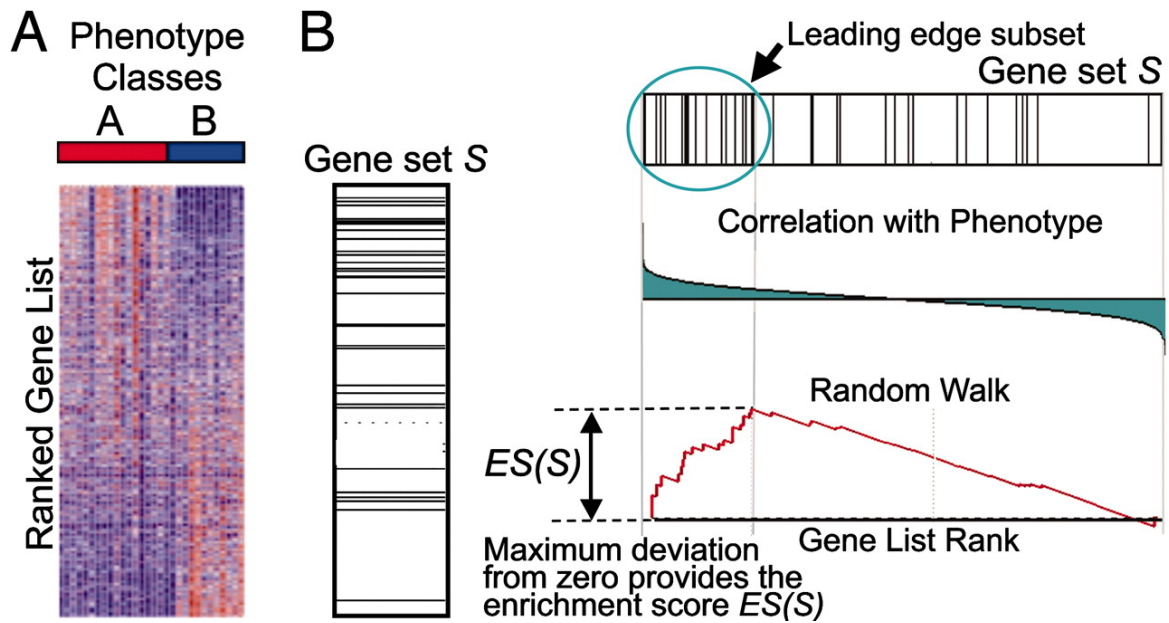 A
Phenotype
Classes
A B
Ranked Gene List
B
Gene set S
Leading edge subset
Gene set S
Correlation with Phenotype
Random Walk
ES(S)
Gene List Rank
Maximum deviation
from zero provides the
enrichment score ES(S)